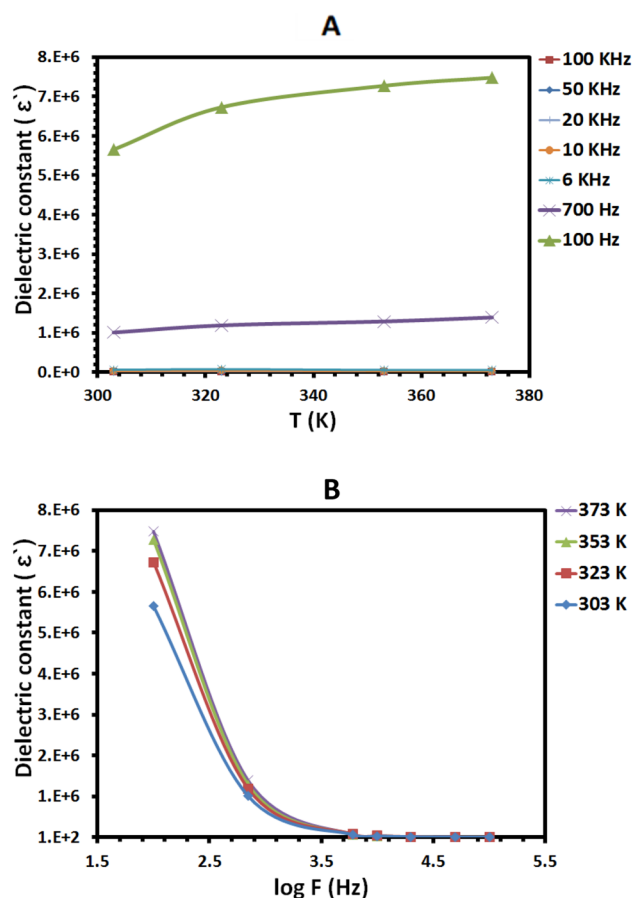 A
Dielectric constant ( ε`)
8.E+6
7.E+6
6.E+6
5.E+6
4.E+6
3.E+6
2.E+6
1.E+6
0.E+0
300
320
340
360
380
T (K)
100 KHz
50 KHz
20 KHz
10 KHz
6 KHz
700 Hz
100 Hz
B
Dielectric constant ( ε`)
8.E+6
7.E+6
6.E+6
5.E+6
4.E+6
3.E+6
2.E+6
1.E+6
1.E+2
1.5
2.5
3.5
4.5
5.5
log F (Hz)
373 K
353 K
323 K
303 K